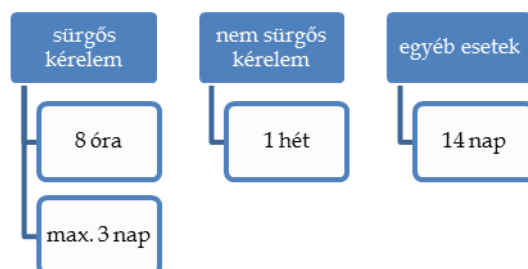 sürgős
kérelem
8 óra
max. 3 nap
nem sürgős
kérelem
1 hét
egyéb esetek
14 nap